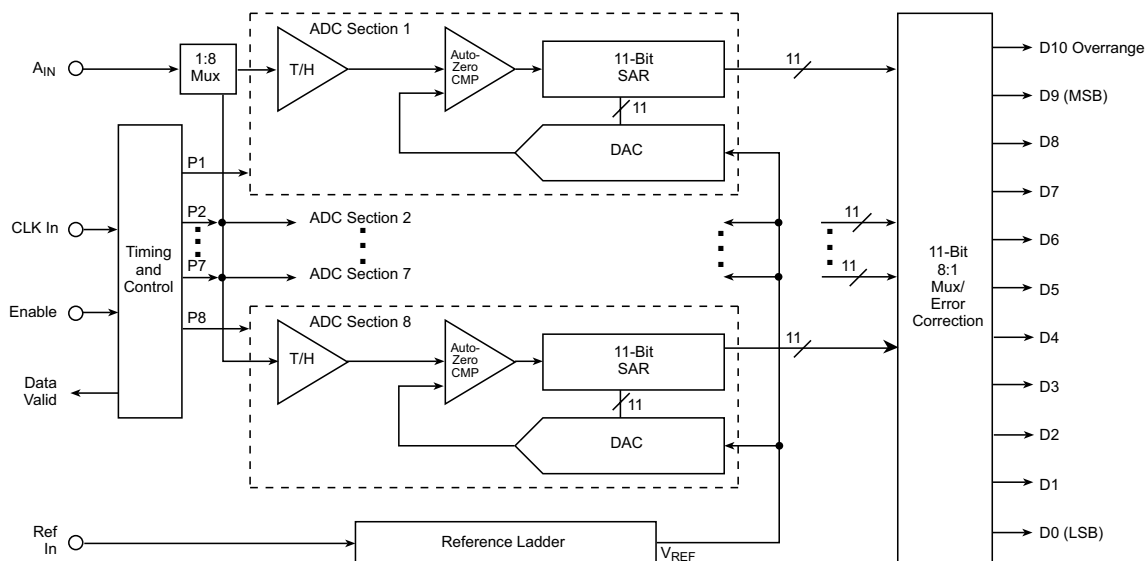 A_IN
1:8
Mux
ADC Section 1
T/H
Auto-
Zero
CMP
11-Bit
SAR
11
DAC
11
Timing
and
Control
CLK In
Enable
Data
Valid
P1
P2
P7
P8
ADC Section 2
ADC Section 7
11
11
ADC Section 8
T/H
Auto-
Zero
CMP
11-Bit
SAR
11
DAC
11
Ref
In
Reference Ladder
V_REF
11-Bit
8:1
Mux/
Error
Correction
D10 Overrange
D9 (MSB)
D8
D7
D6
D5
D4
D3
D2
D1
D0 (LSB)